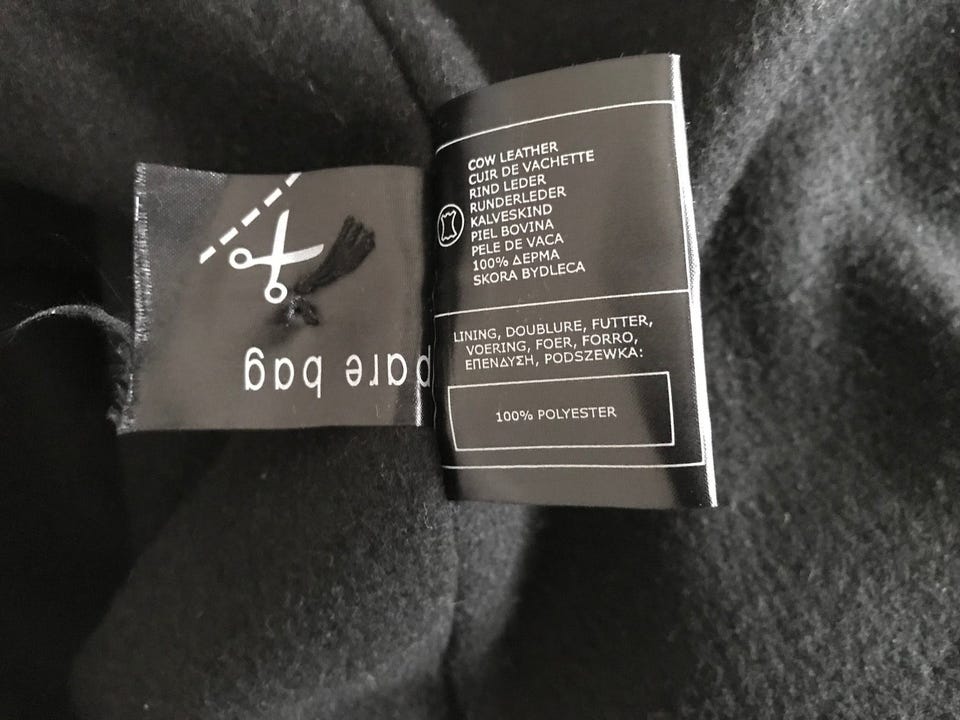 COW LEATHER
CUIR DE VACHETTE
RIND LEDER
RUNDERLEDER
KALVESKIND
PIEL BOVINA
PELE DE VACA
100% ΔΕΡΜΑ
SKORA BYDLECA
LINING, DOUBLURE, FUTTER,
VOERING, FOER, FORRO,
ΕΠΕΝΔΥΣΗ, PODSZEWKA:
100% POLYESTER
pare bag